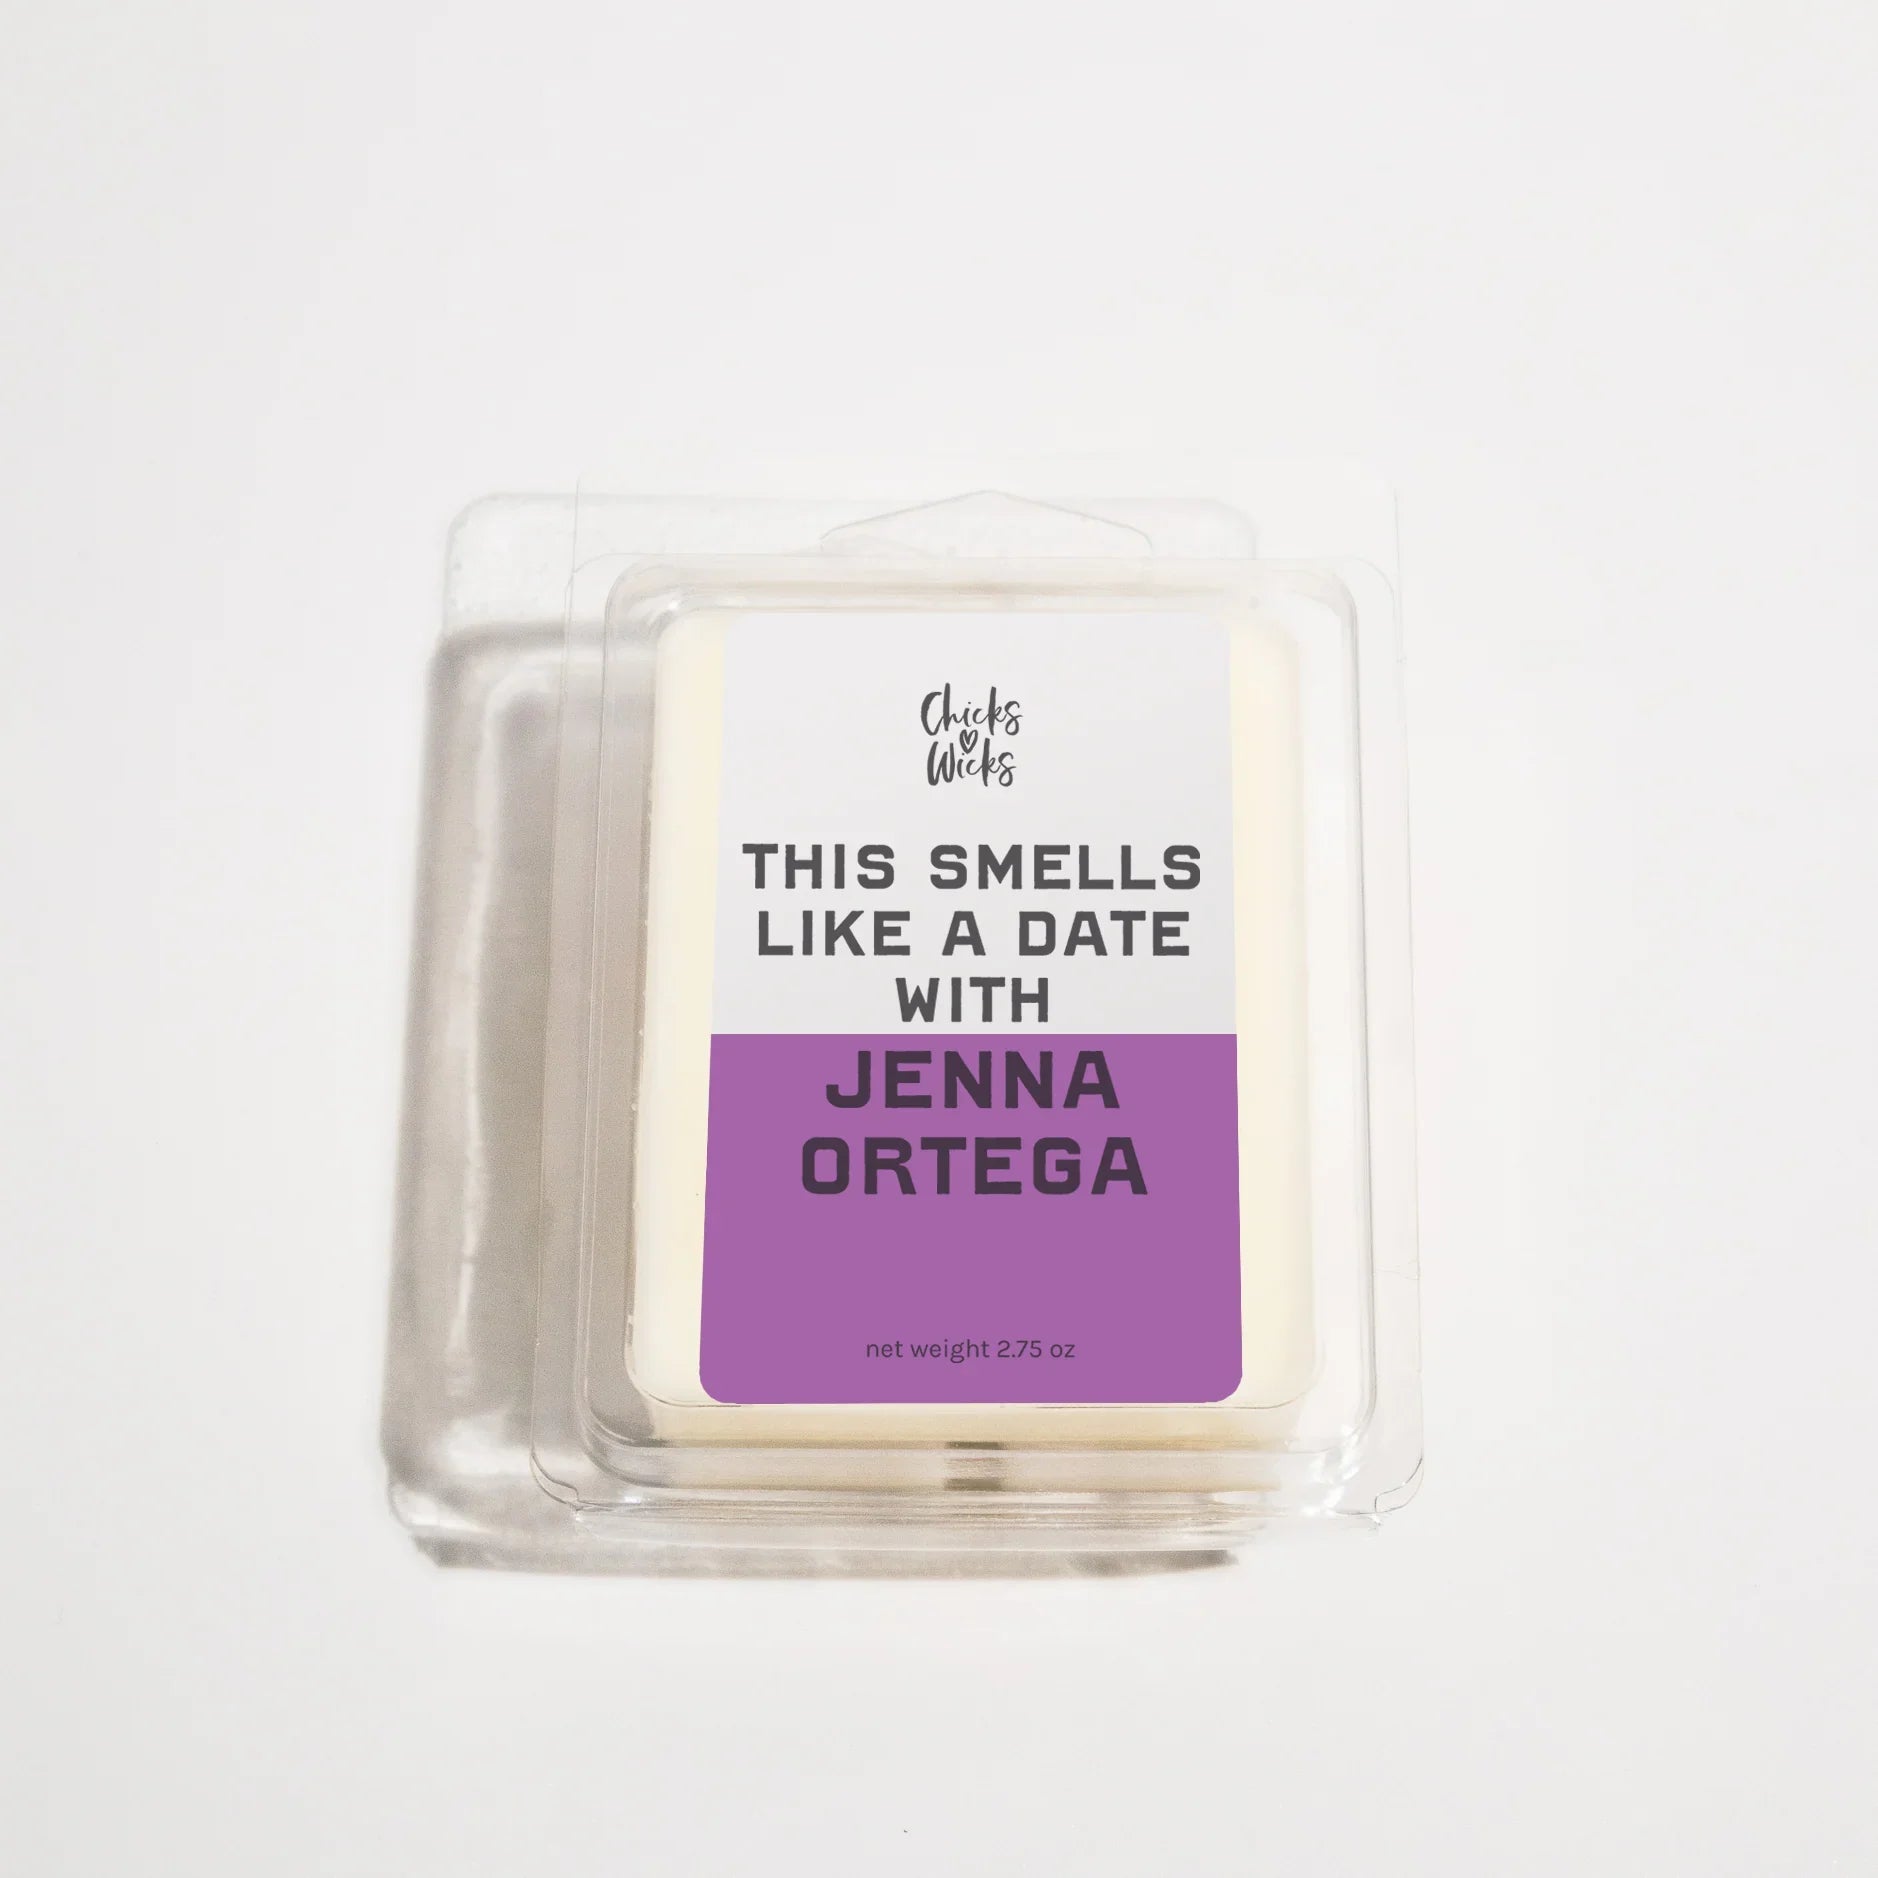 Chicks
Wicks
THIS SMELLS
LIKE A DATE
WITH
JENNA
ORTEGA
net weight 2.75 oz